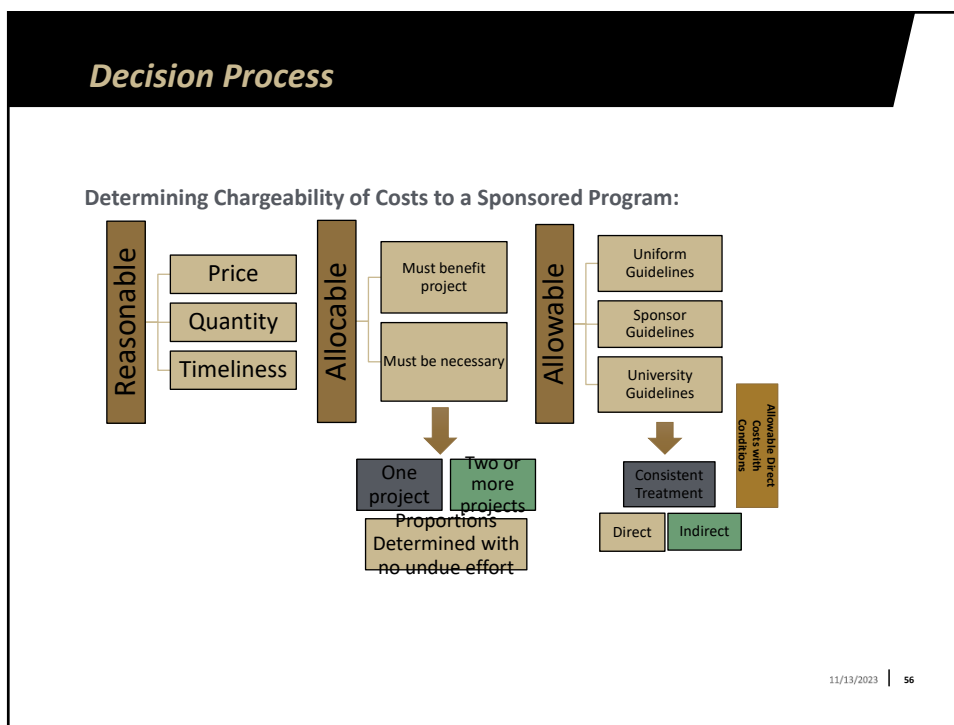 Decision Process
Determining Chargeability of Costs to a Sponsored Program:
Reasonable
Price
Quantity
Timeliness
Allocable
Must benefit
project
Must be necessary
One
project
Two or
more
projects
Proportions
Determined with
no undue effort
Allowable
Uniform
Guidelines
Sponsor
Guidelines
University
Guidelines
Consistent
Treatment
Direct
Indirect
Allowable Direct
Costs with
Conditions
11/13/2023
56